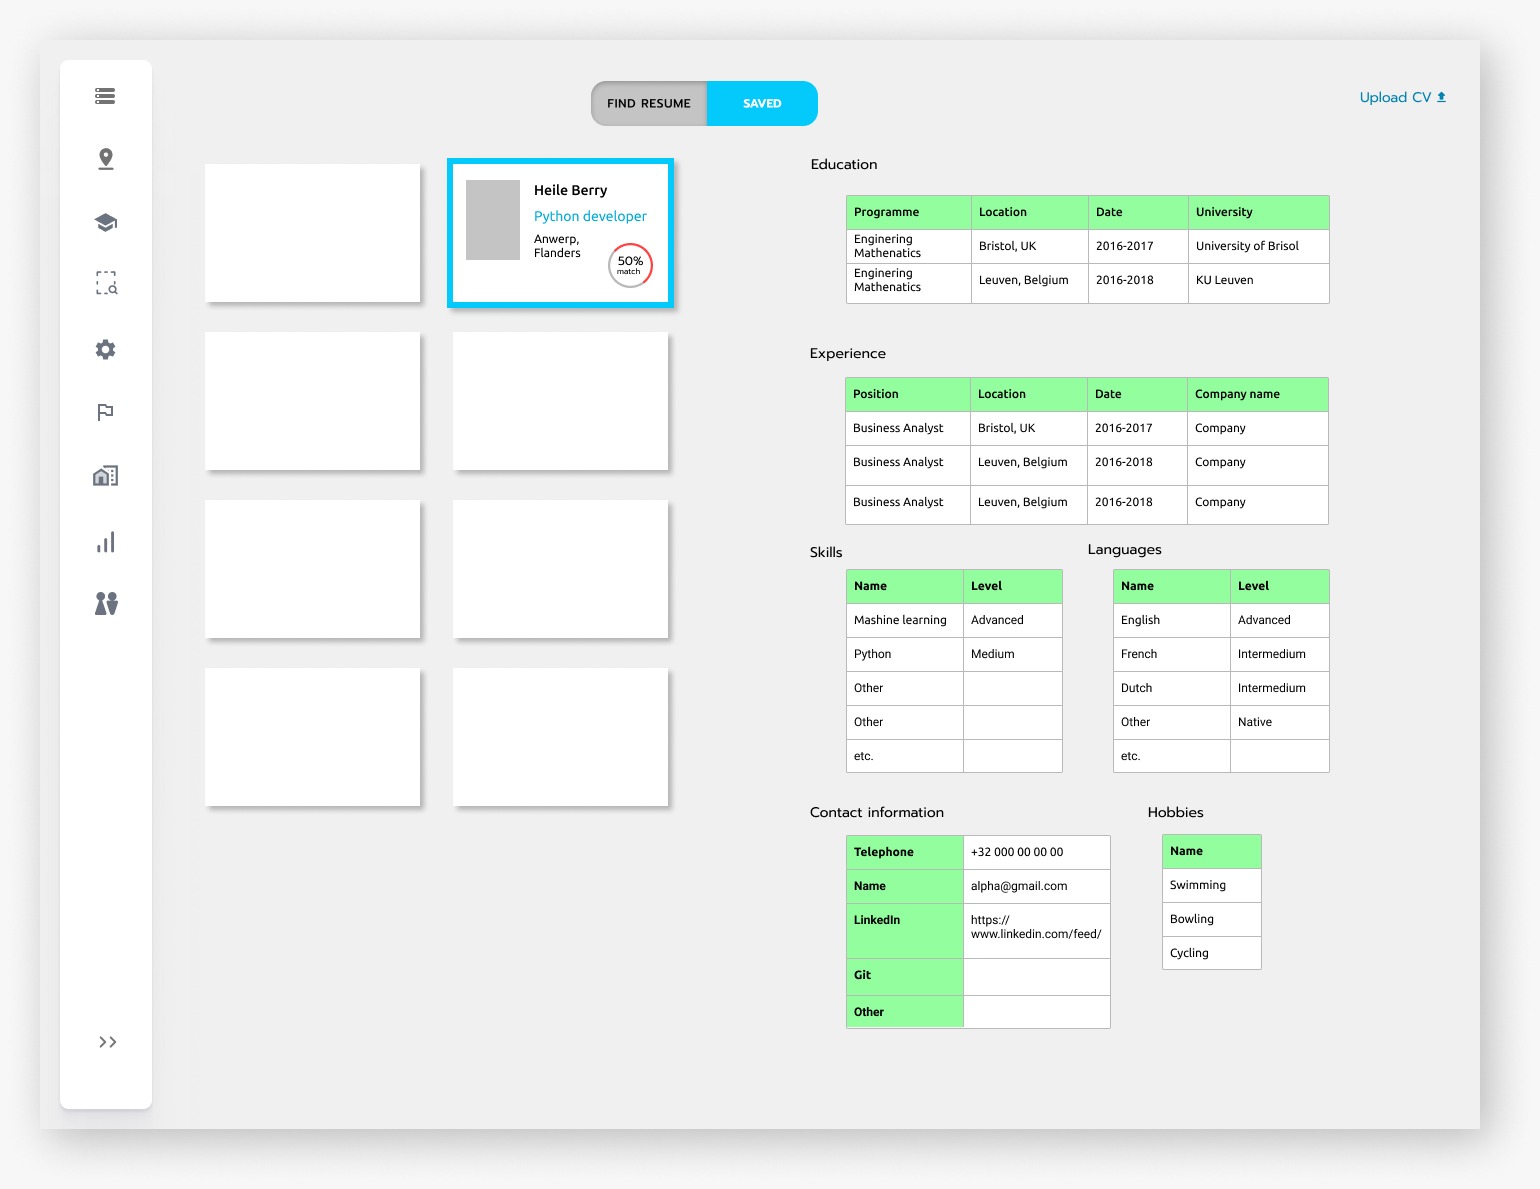 FIND RESUME
SAVED
Upload CV
Heile Berry
Python developer
Anwerp,
Flanders
50%
match
Education
Programme Location Date University
Enginering
Mathenatics
Bristol, UK 2016-2017 University of Brisol
Enginering
Mathenatics
Leuven, Belgium 2016-2018 KU Leuven
Experience
Position Location Date Company name
Business Analyst Bristol, UK 2016-2017 Company
Business Analyst Leuven, Belgium 2016-2018 Company
Business Analyst Leuven, Belgium 2016-2018 Company
Skills
Name Level
Mashine learning Advanced
Python Medium
Other
Other
etc.
Languages
Name Level
English Advanced
French Intermedium
Dutch Intermedium
Other Native
etc.
Contact information
Telephone +32 000 00 00 00
Name alpha@gmail.com
LinkedIn https://
www.linkedin.com/feed/
Git
Other
Hobbies
Name
Swimming
Bowling
Cycling